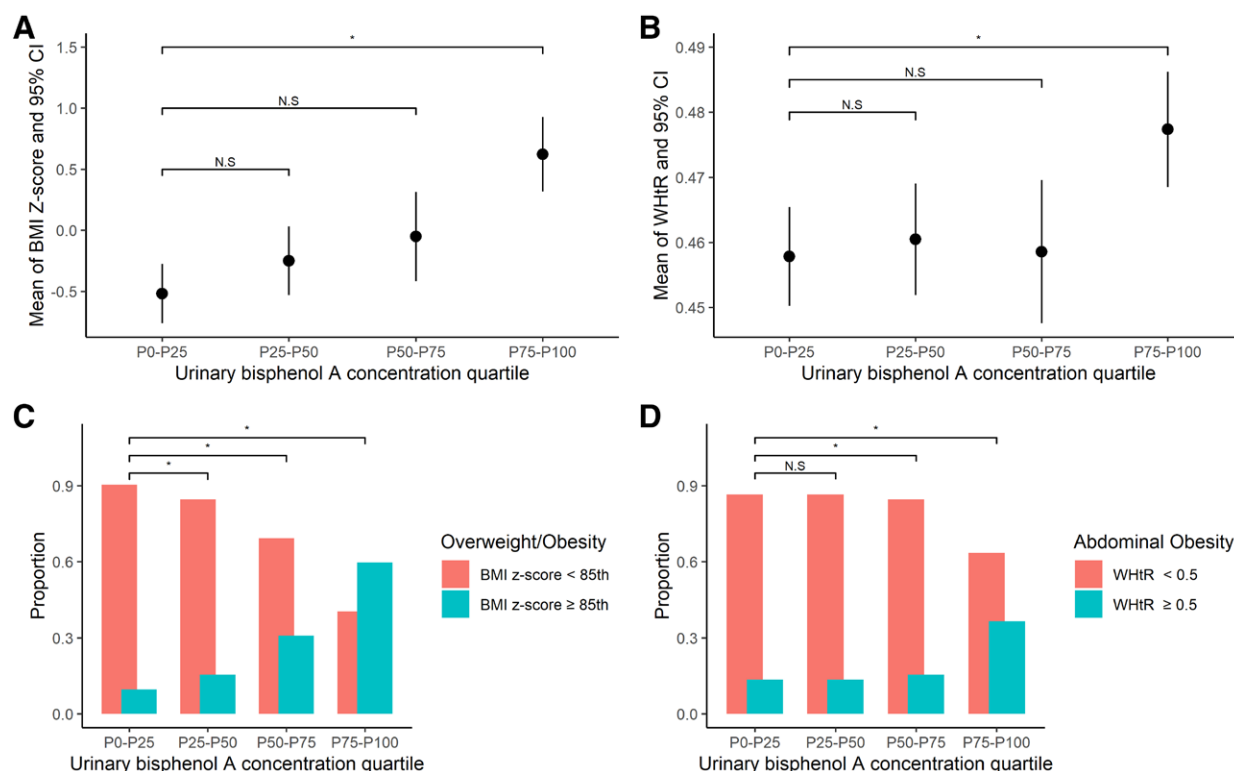 A
Mean of BMI Z-score and 95% CI
1.5
1.0
0.5
0.0
-0.5
*
N.S
N.S
P0-P25
P25-P50
P50-P75
P75-P100
Urinary bisphenol A concentration quartile
B
Mean of WHtR and 95% CI
0.49
0.48
0.47
0.46
0.45
*
N.S
N.S
P0-P25
P25-P50
P50-P75
P75-P100
Urinary bisphenol A concentration quartile
C
Proportion
0.9
0.6
0.3
0.0
*
*
*
P0-P25
P25-P50
P50-P75
P75-P100
Urinary bisphenol A concentration quartile
Overweight/Obesity
BMI z-score < 85th
BMI z-score ≥ 85th
D
Proportion
0.9
0.6
0.3
0.0
*
*
N.S
P0-P25
P25-P50
P50-P75
P75-P100
Urinary bisphenol A concentration quartile
Abdominal Obesity
WHtR < 0.5
WHtR ≥ 0.5